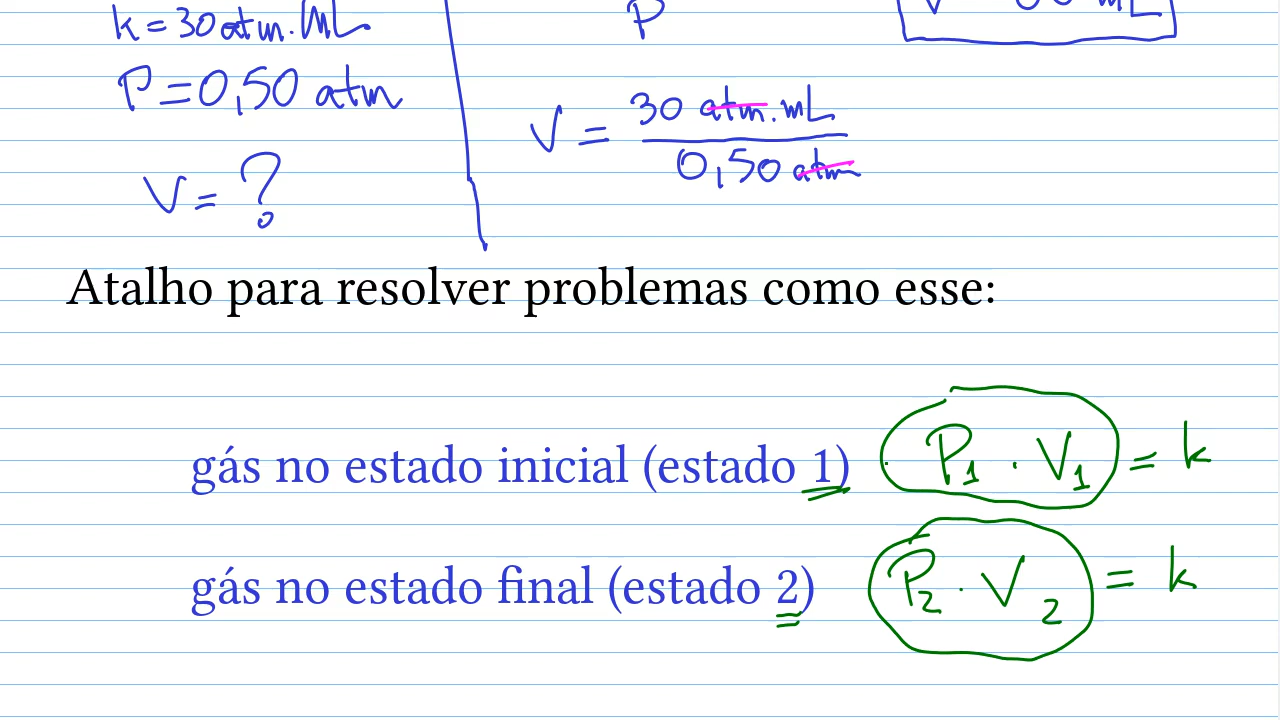 k = 30 atm.mL
P
P = 0,50 atm
V = 30 atm.mL
0,50 atm
V = ?
Atalho para resolver problemas como esse:
gás no estado inicial (estado 1) P1 . V1 = k
gás no estado final (estado 2) P2 . V2 = k